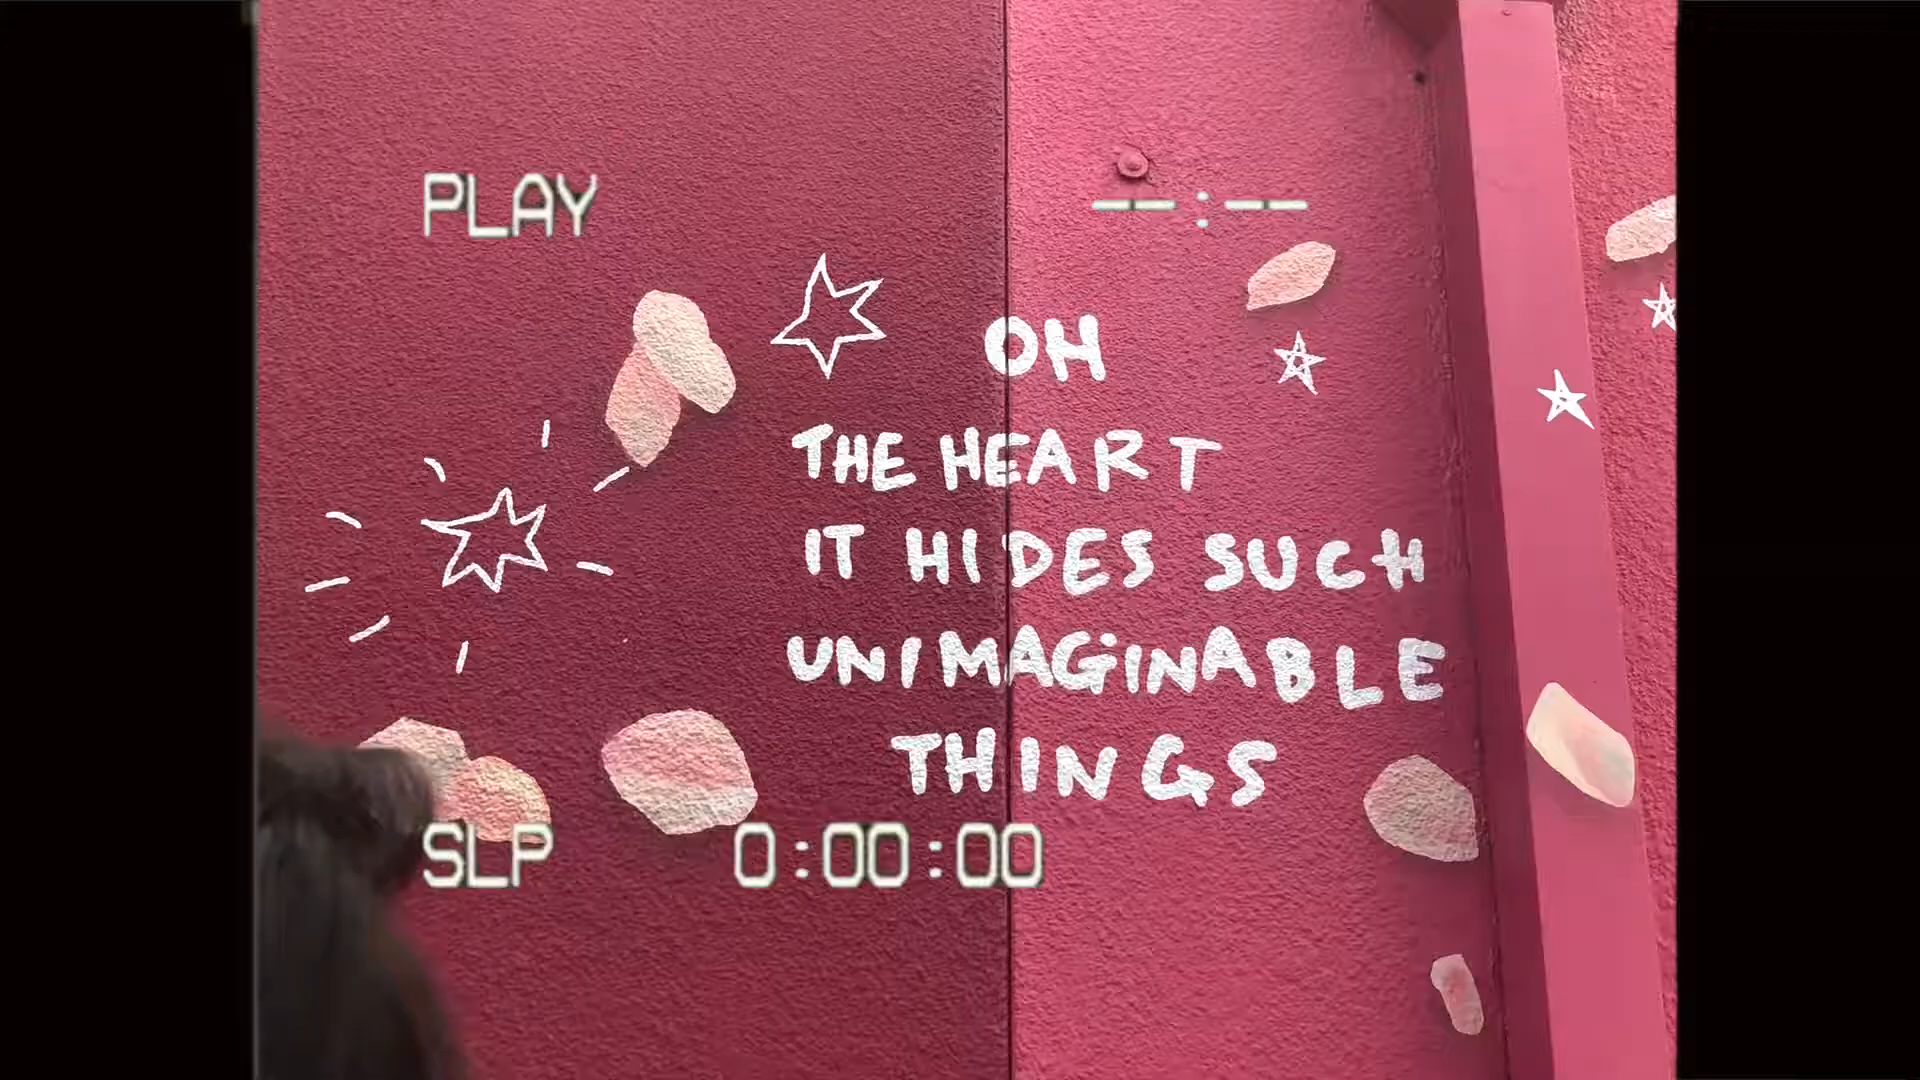 PLAY
--:--
OH
THE HEART
IT HIDES SUCH
UNIMAGINABLE
THINGS
SLP 0:00:00